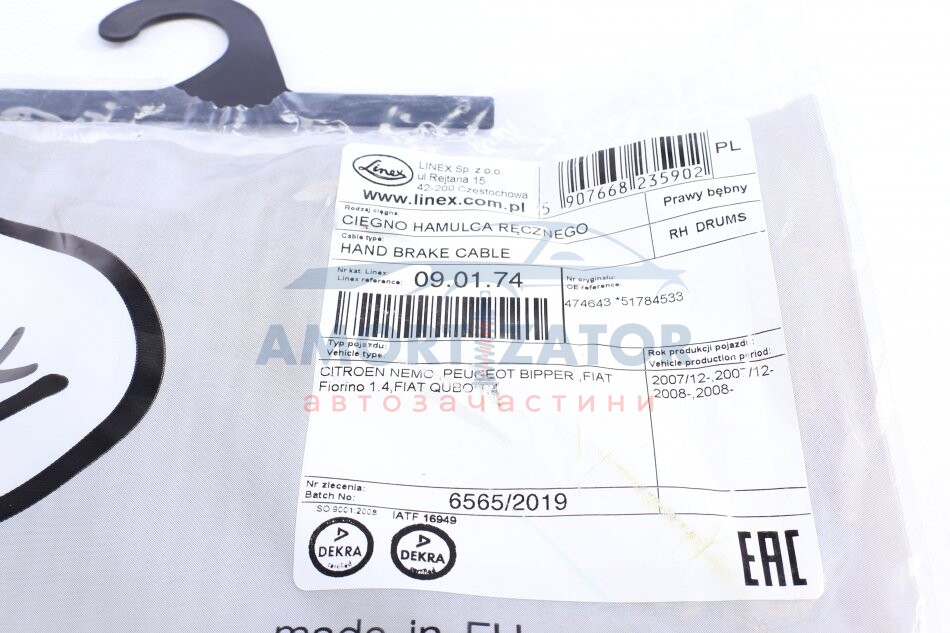 Linex
LINEX Sp. z o.o
ul.Rejtana 15
42-200 Częstochowa
www.linex.com.pl
5 907668 235902
PL
Prawy bębny
RH DRUMS
Rodzaj cięgna:
CIĘGNO HAMULCA RĘCZNEGO
Cable type:
HAND BRAKE CABLE
Nr kat. Linex:
Linex reference:
09.01.74
Nr oryginału:
OE reference:
474643 *51784533
AMORTIZATOR
автозачастини
Typ pojazdu:
Vehicle type:
CITROEN NEMO ,PEUGEOT BIPPER ,FIAT
Fiorino 1.4,FIAT QUBO
Rok produkcji pojazdu:
Vehicle production period:
2007/12-,2007/12-
2008-,2008-
Nr zlecenia:
Batch No:
6565/2019
ISO 9001:2008
IATF 16949
DEKRA
certified
DEKRA
certified
EAC
made in EU